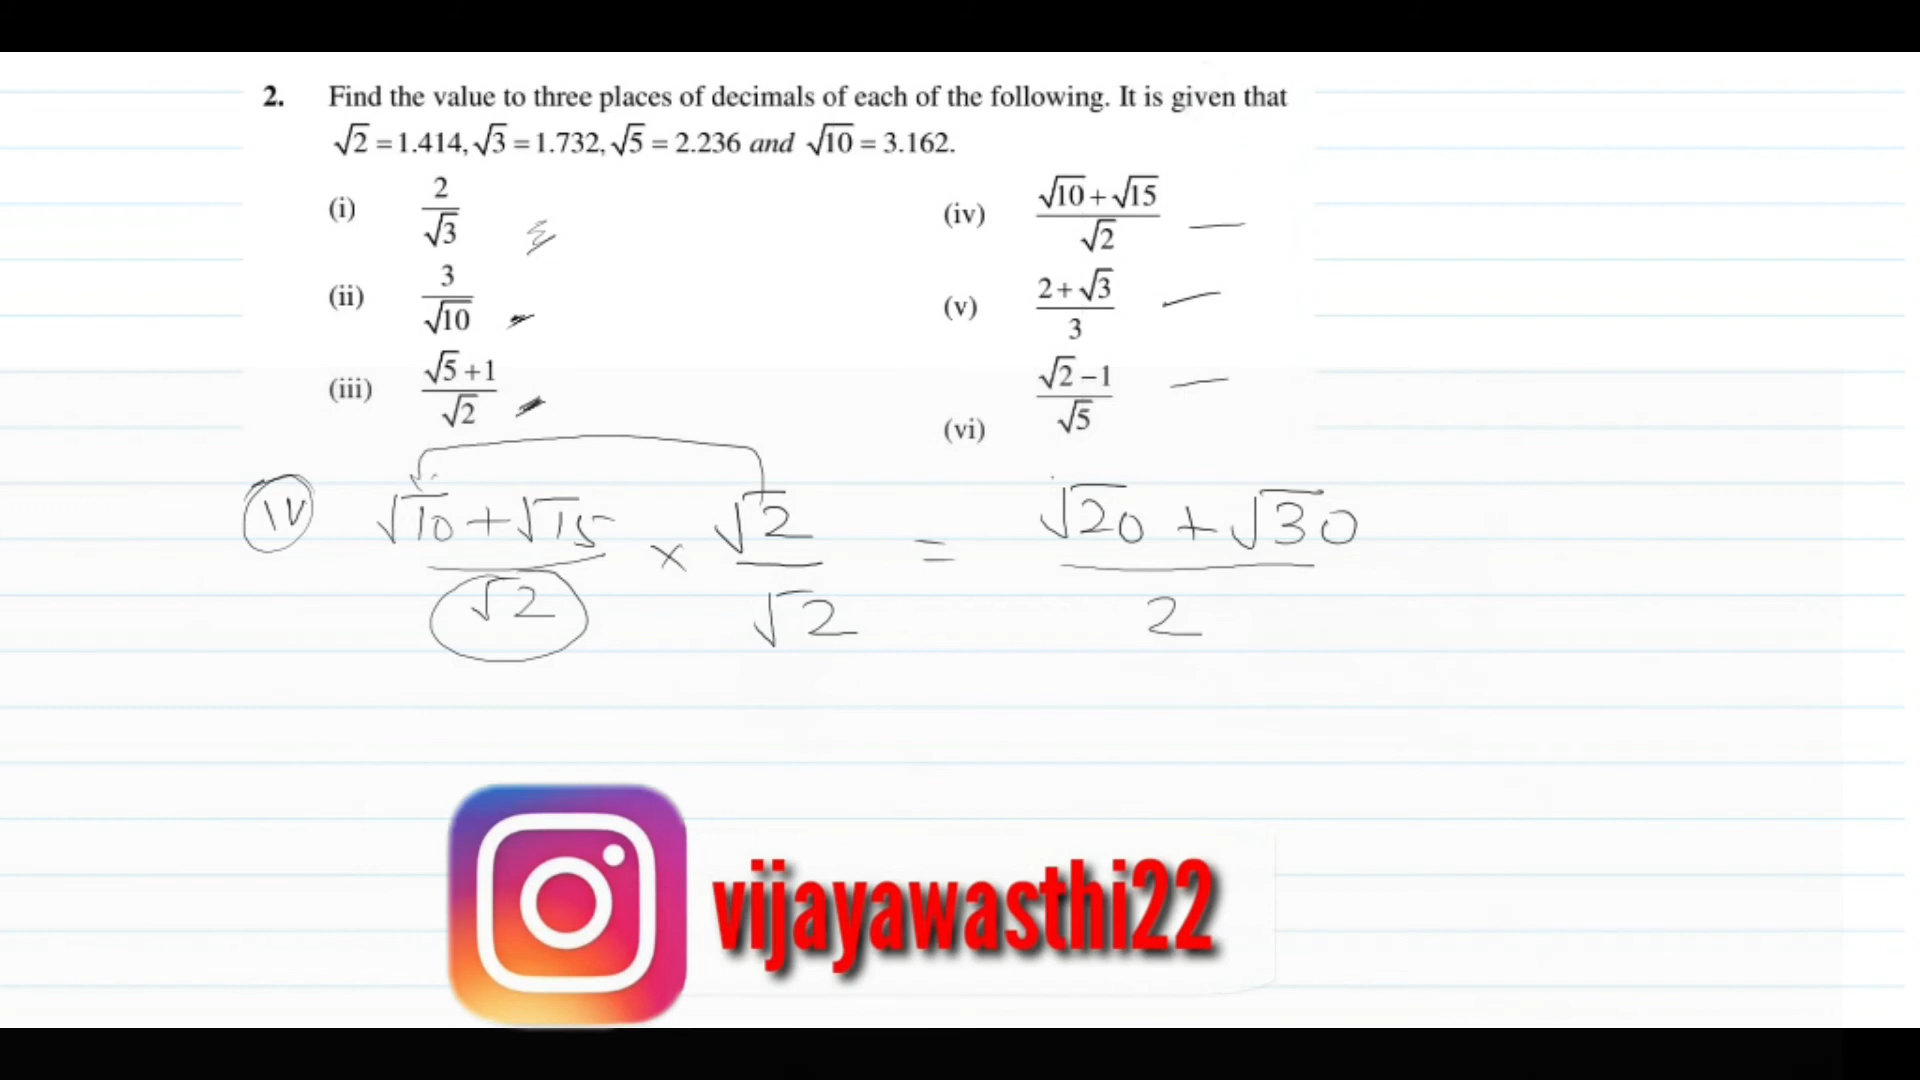 2. Find the value to three places of decimals of each of the following. It is given that
√2 = 1.414, √3 = 1.732, √5 = 2.236 and √10 = 3.162.
(i) 2/√3
(ii) 3/√10
(iii) (√5+1)/√2
(iv) (√10+√15)/√2
(v) (2+√3)/3
(vi) (√2−1)/√5
IV (√10+√15)/√2 × √2/√2 = (√20+√30)/2
vijayawasthi22